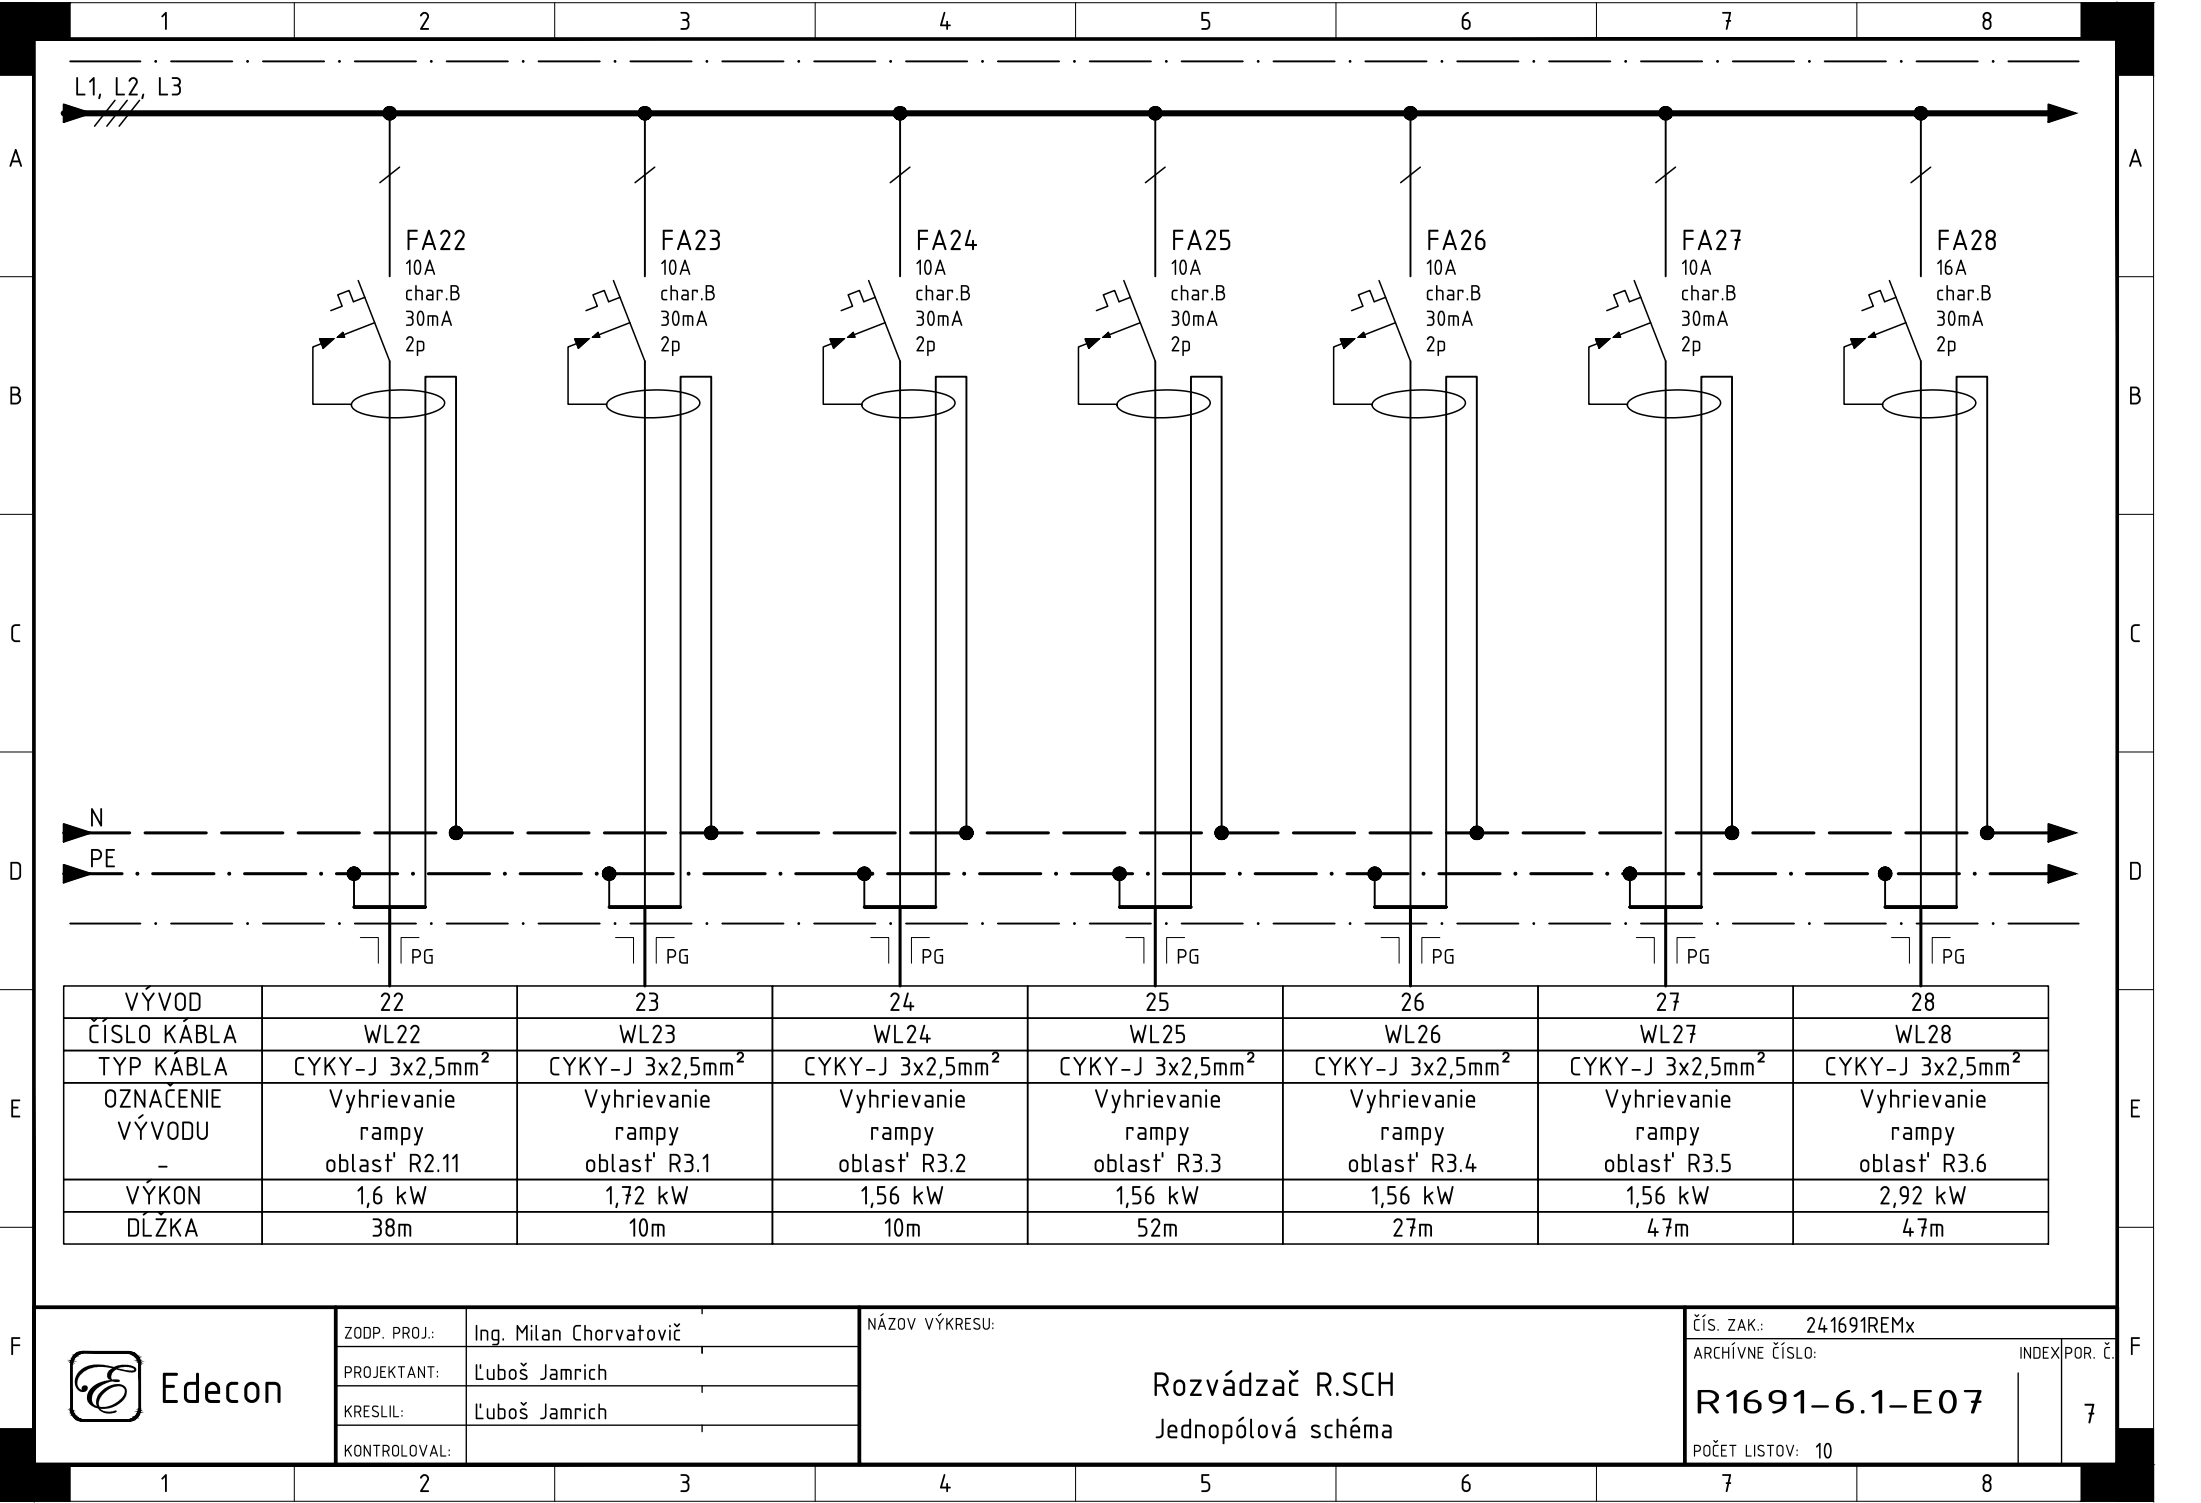 1 2 3 4 5 6 7 8
L1, L2, L3
A A
FA22 FA23 FA24 FA25 FA26 FA27 FA28
10A 10A 10A 10A 10A 10A 16A
char.B char.B char.B char.B char.B char.B char.B
30mA 30mA 30mA 30mA 30mA 30mA 30mA
2p 2p 2p 2p 2p 2p 2p
B B
C C
N
PE
D D
PG PG PG PG PG PG PG
VÝVOD 22 23 24 25 26 27 28
ČÍSLO KÁBLA WL22 WL23 WL24 WL25 WL26 WL27 WL28
TYP KÁBLA CYKY-J 3x2,5mm² CYKY-J 3x2,5mm² CYKY-J 3x2,5mm² CYKY-J 3x2,5mm² CYKY-J 3x2,5mm² CYKY-J 3x2,5mm² CYKY-J 3x2,5mm²
OZNAČENIE Vyhrievanie Vyhrievanie Vyhrievanie Vyhrievanie Vyhrievanie Vyhrievanie Vyhrievanie
E E
VÝVODU rampy rampy rampy rampy rampy rampy rampy
- oblasť R2.11 oblasť R3.1 oblasť R3.2 oblasť R3.3 oblasť R3.4 oblasť R3.5 oblasť R3.6
VÝKON 1,6 kW 1,72 kW 1,56 kW 1,56 kW 1,56 kW 1,56 kW 2,92 kW
DĹŽKA 38m 10m 10m 52m 27m 47m 47m
F F
E Edecon
ZODP. PROJ.: Ing. Milan Chorvatovič
PROJEKTANT: Ľuboš Jamrich
KRESLIL: Ľuboš Jamrich
KONTROLOVAL:
NÁZOV VÝKRESU:
Rozvádzač R.SCH
Jednopólová schéma
ČÍS. ZAK.: 241691REMx
ARCHÍVNE ČÍSLO: INDEX POR. Č.
R1691-6.1-E07 7
POČET LISTOV: 10
1 2 3 4 5 6 7 8